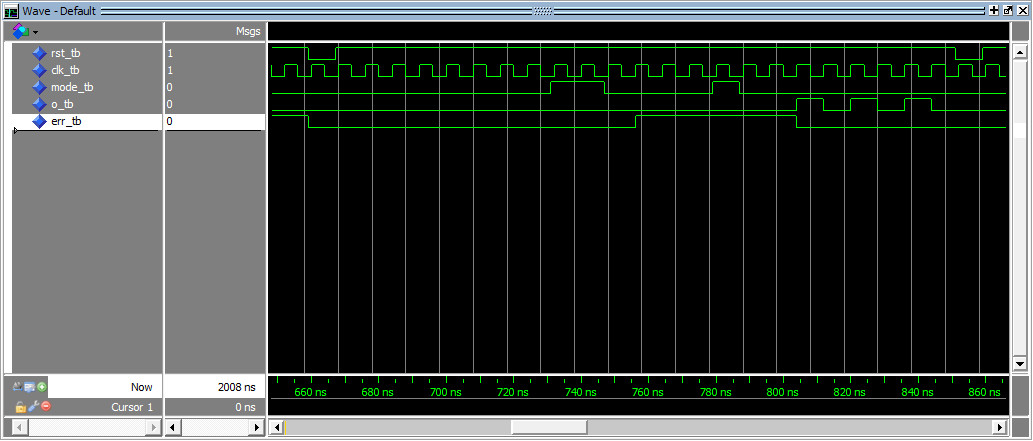 Wave - Default
Msgs
rst_tb 1
clk_tb 1
mode_tb 0
o_tb 0
err_tb 0
Now 2008 ns
660 ns 680 ns 700 ns 720 ns 740 ns 760 ns 780 ns 800 ns 820 ns 840 ns 860 ns
Cursor 1 0 ns